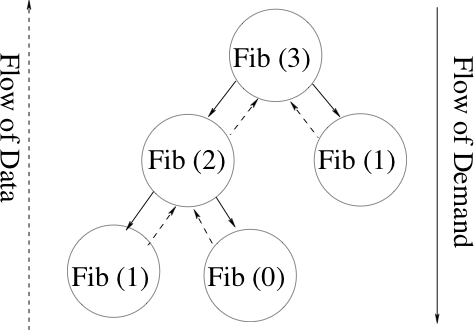 Fib (3)
Fib (2)
Fib (1)
Fib (1)
Fib (0)
Flow of Data
Flow of Demand